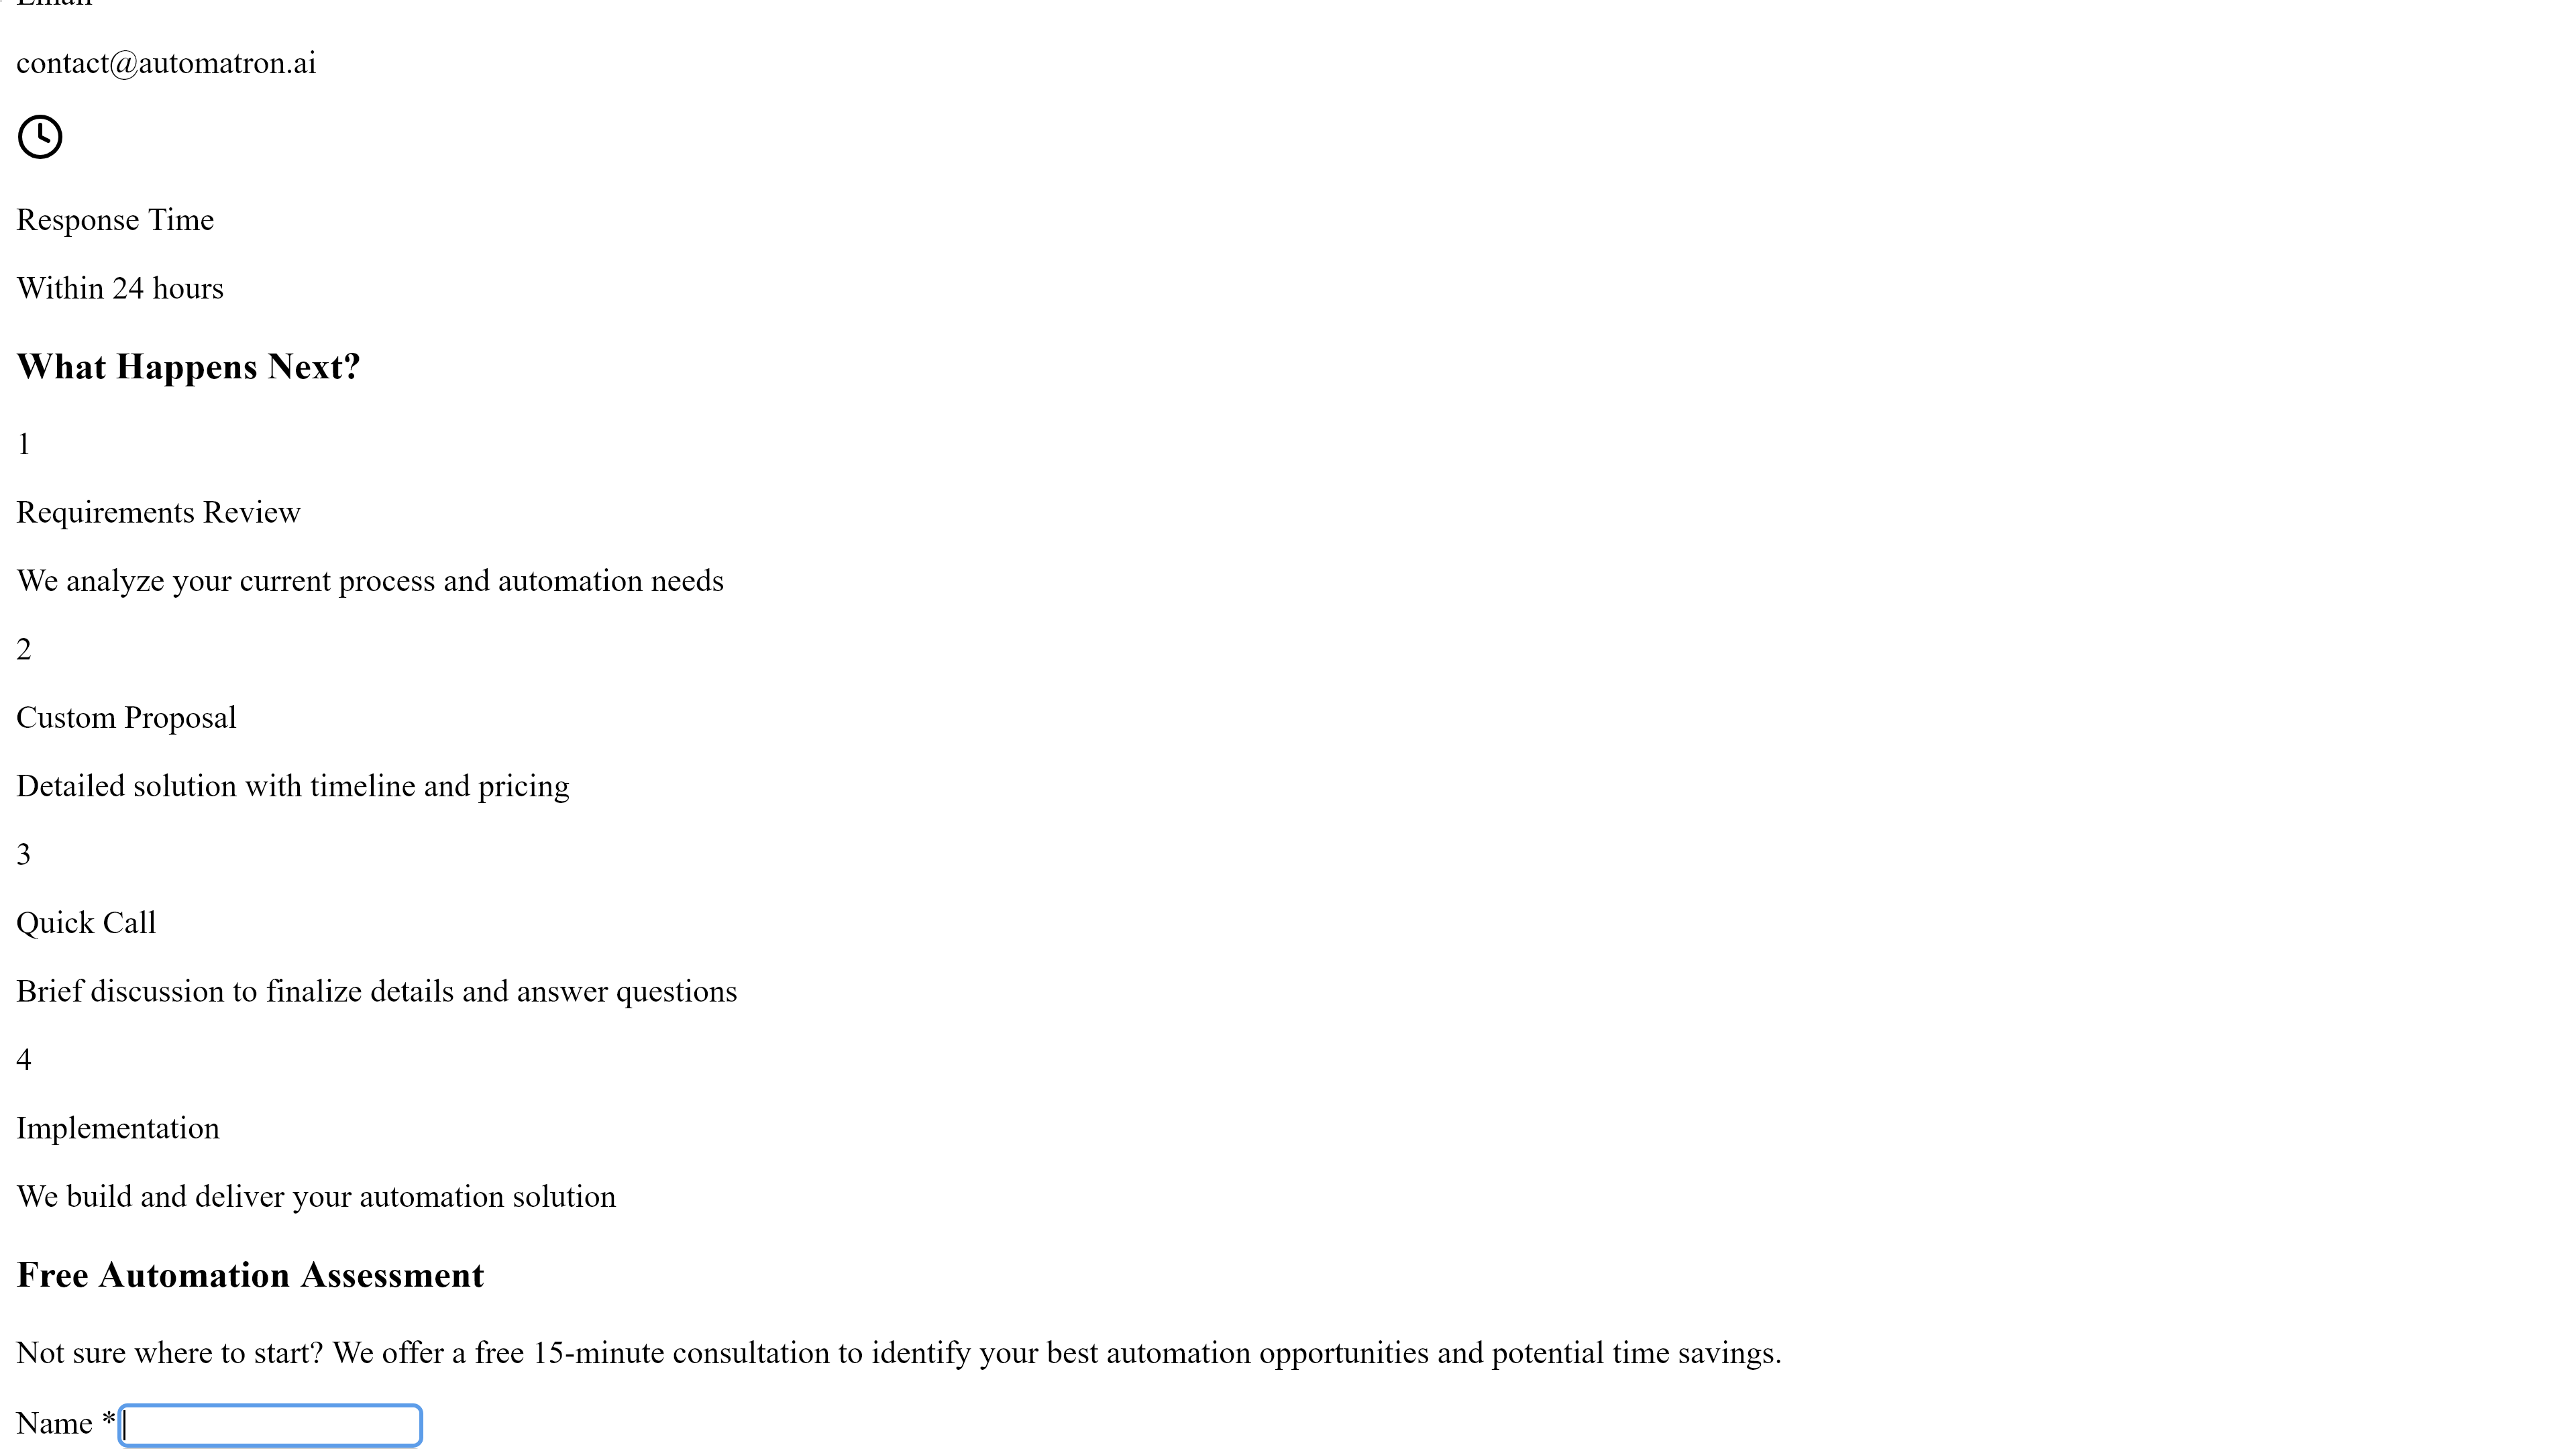 contact@automatron.ai
Response Time
Within 24 hours
What Happens Next?
1
Requirements Review
We analyze your current process and automation needs
2
Custom Proposal
Detailed solution with timeline and pricing
3
Quick Call
Brief discussion to finalize details and answer questions
4
Implementation
We build and deliver your automation solution
Free Automation Assessment
Not sure where to start? We offer a free 15-minute consultation to identify your best automation opportunities and potential time savings.
Name *